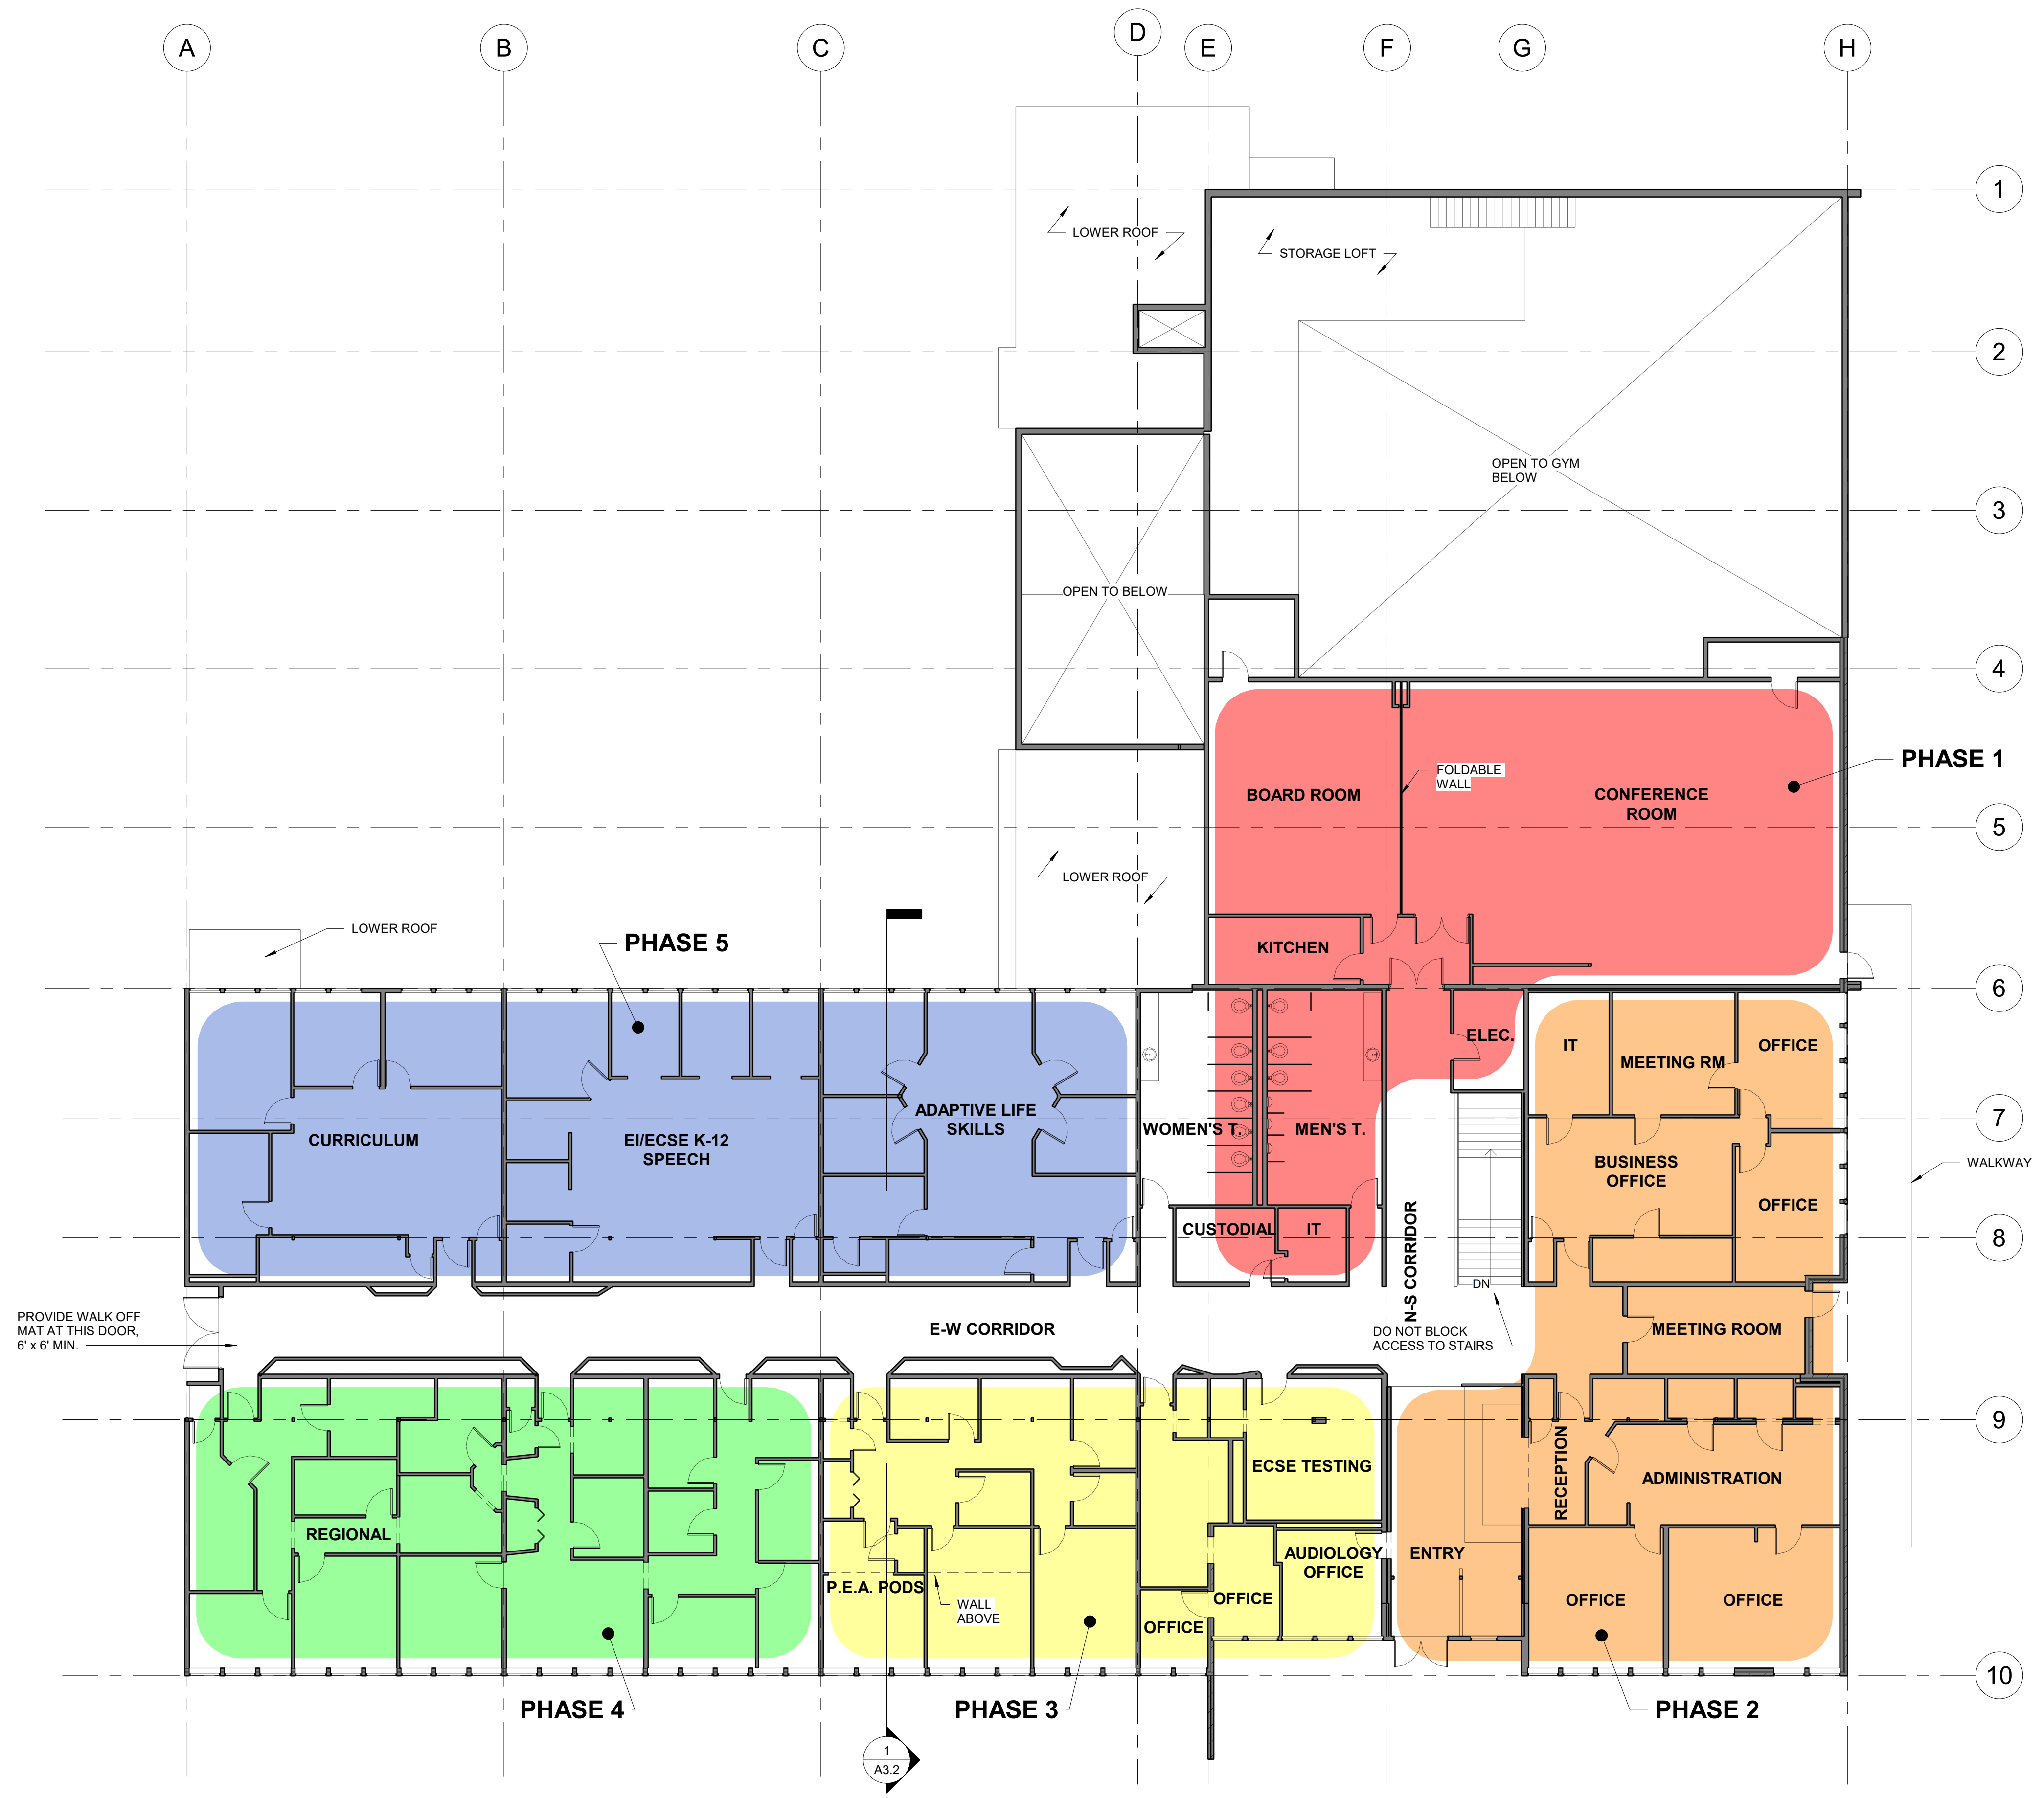 A
B
C
D
E
F
G
H
1
LOWER ROOF
STORAGE LOFT
2
OPEN TO GYM
BELOW
3
OPEN TO BELOW
4
PHASE 1
FOLDABLE
WALL
BOARD ROOM
CONFERENCE
ROOM
5
LOWER ROOF
LOWER ROOF
PHASE 5
KITCHEN
6
ELEC.
IT
MEETING RM
OFFICE
CURRICULUM
EI/ECSE K-12
SPEECH
ADAPTIVE LIFE
SKILLS
WOMEN'S T.
MEN'S T.
7
BUSINESS
OFFICE
WALKWAY
OFFICE
CUSTODIAL
IT
8
N-S CORRIDOR
DN
PROVIDE WALK OFF
MAT AT THIS DOOR,
6' x 6' MIN.
E-W CORRIDOR
DO NOT BLOCK
ACCESS TO STAIRS
MEETING ROOM
9
ECSE TESTING
RECEPTION
ADMINISTRATION
REGIONAL
AUDIOLOGY
OFFICE
ENTRY
P.E.A. PODS
WALL
ABOVE
OFFICE
OFFICE
OFFICE
OFFICE
10
PHASE 4
PHASE 3
PHASE 2
1
A3.2